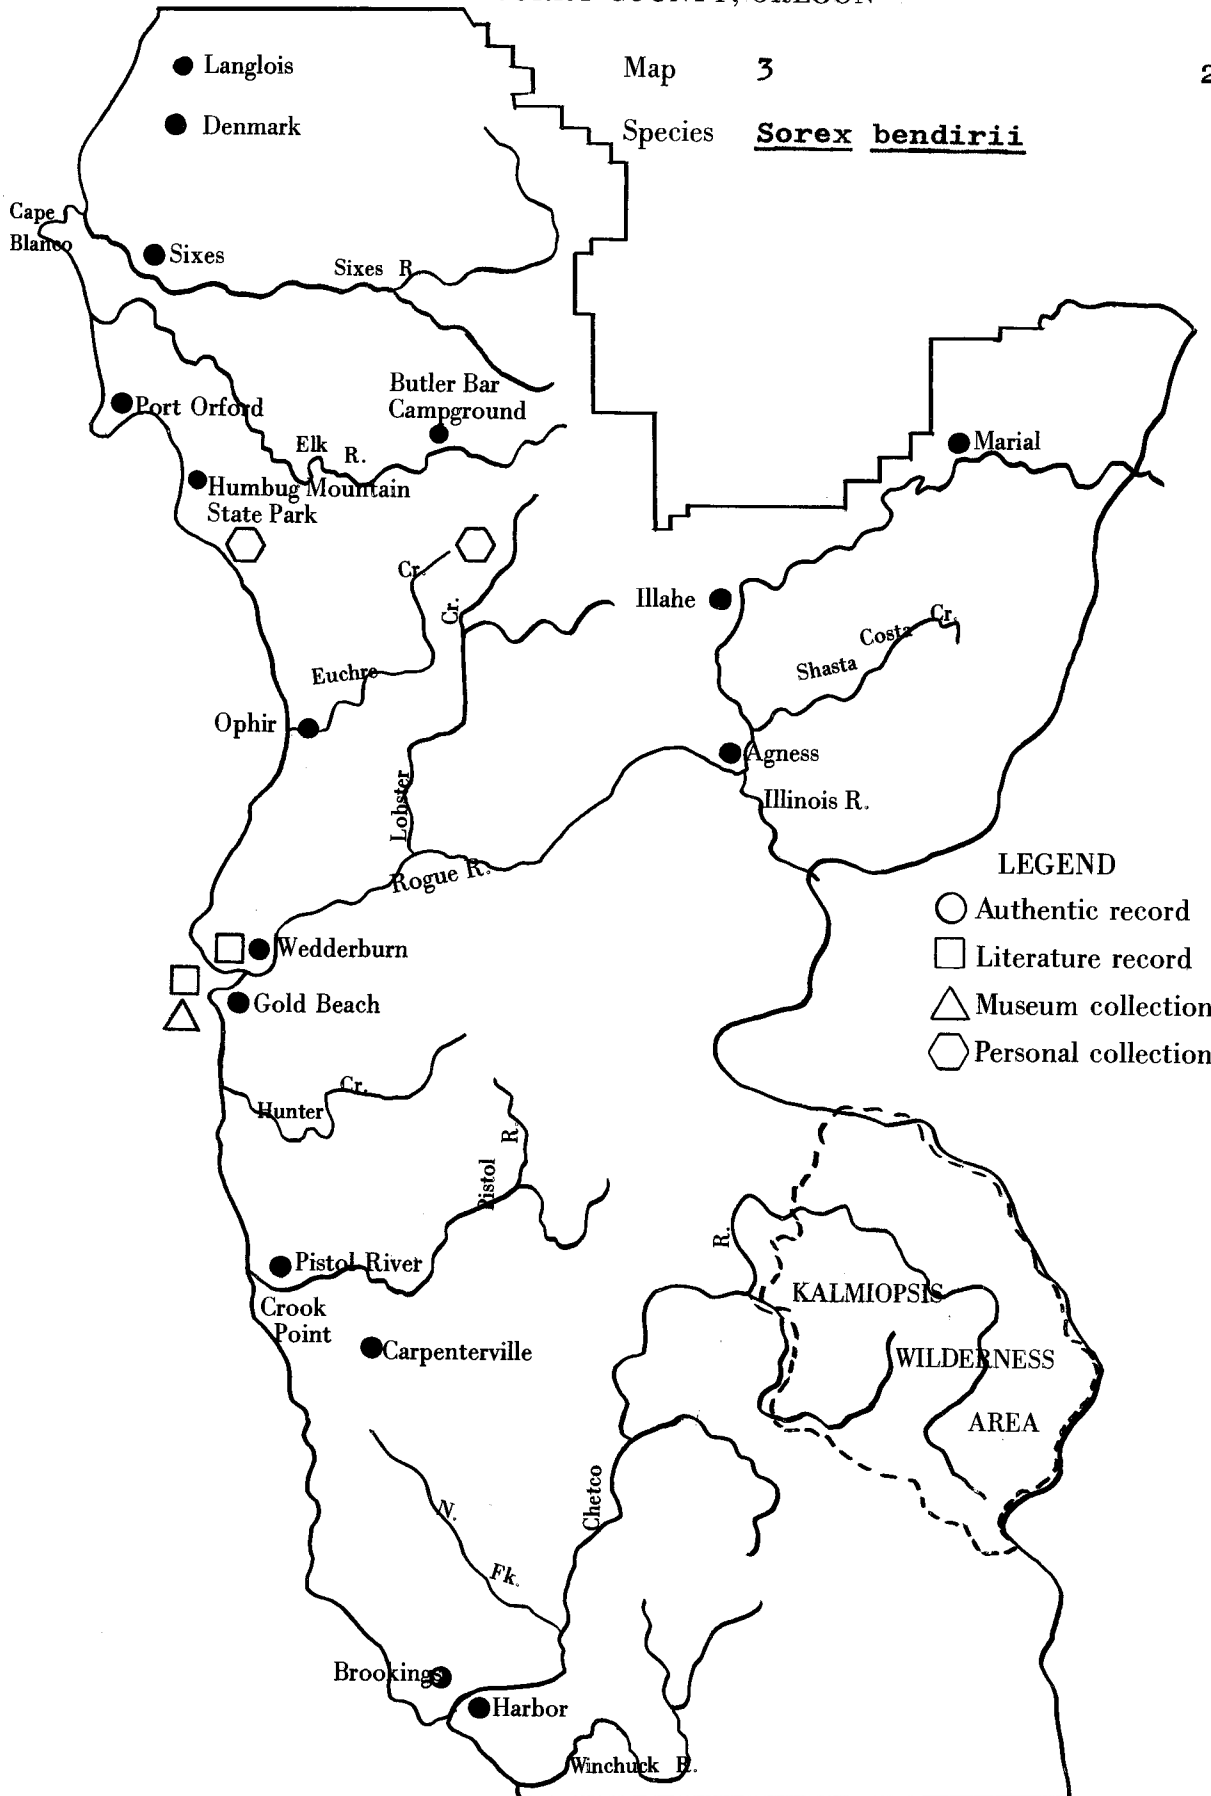 COUNTY, OREGON
Map 3
Species Sorex bendirii
Langlois
Denmark
Cape
Blanco
Sixes
Sixes R
Port Orford
Butler Bar
Campground
Elk R.
Humbug Mountain
State Park
Marial
Cr.
Cr.
Illahe
Euchre
Shasta Costa Cr.
Ophir
Agness
Lobster
Illinois R.
Rogue R.
LEGEND
Authentic record
Literature record
Museum collection
Personal collection
Wedderburn
Gold Beach
Hunter Cr.
Pistol R.
Pistol River
Crook
Point
Carpenterville
R.
KALMIOPSIS
WILDERNESS
AREA
Chetco
N.
Fk.
Brookings
Harbor
Winchuck R.